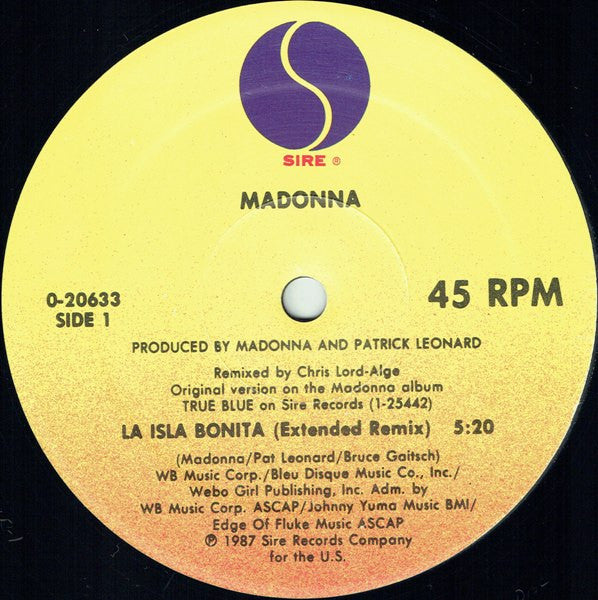 SIRE ®
MADONNA
0-20633
SIDE 1
45 RPM
PRODUCED BY MADONNA AND PATRICK LEONARD
Remixed by Chris Lord-Alge
Original version on the Madonna album
TRUE BLUE on Sire Records (1-25442)
LA ISLA BONITA (Extended Remix) 5:20
(Madonna/Pat Leonard/Bruce Gaitsch)
WB Music Corp./Bleu Disque Music Co., Inc./
Webo Girl Publishing, Inc. Adm. by
WB Music Corp. ASCAP/Johnny Yuma Music BMI/
Edge Of Fluke Music ASCAP
℗ 1987 Sire Records Company
for the U.S.